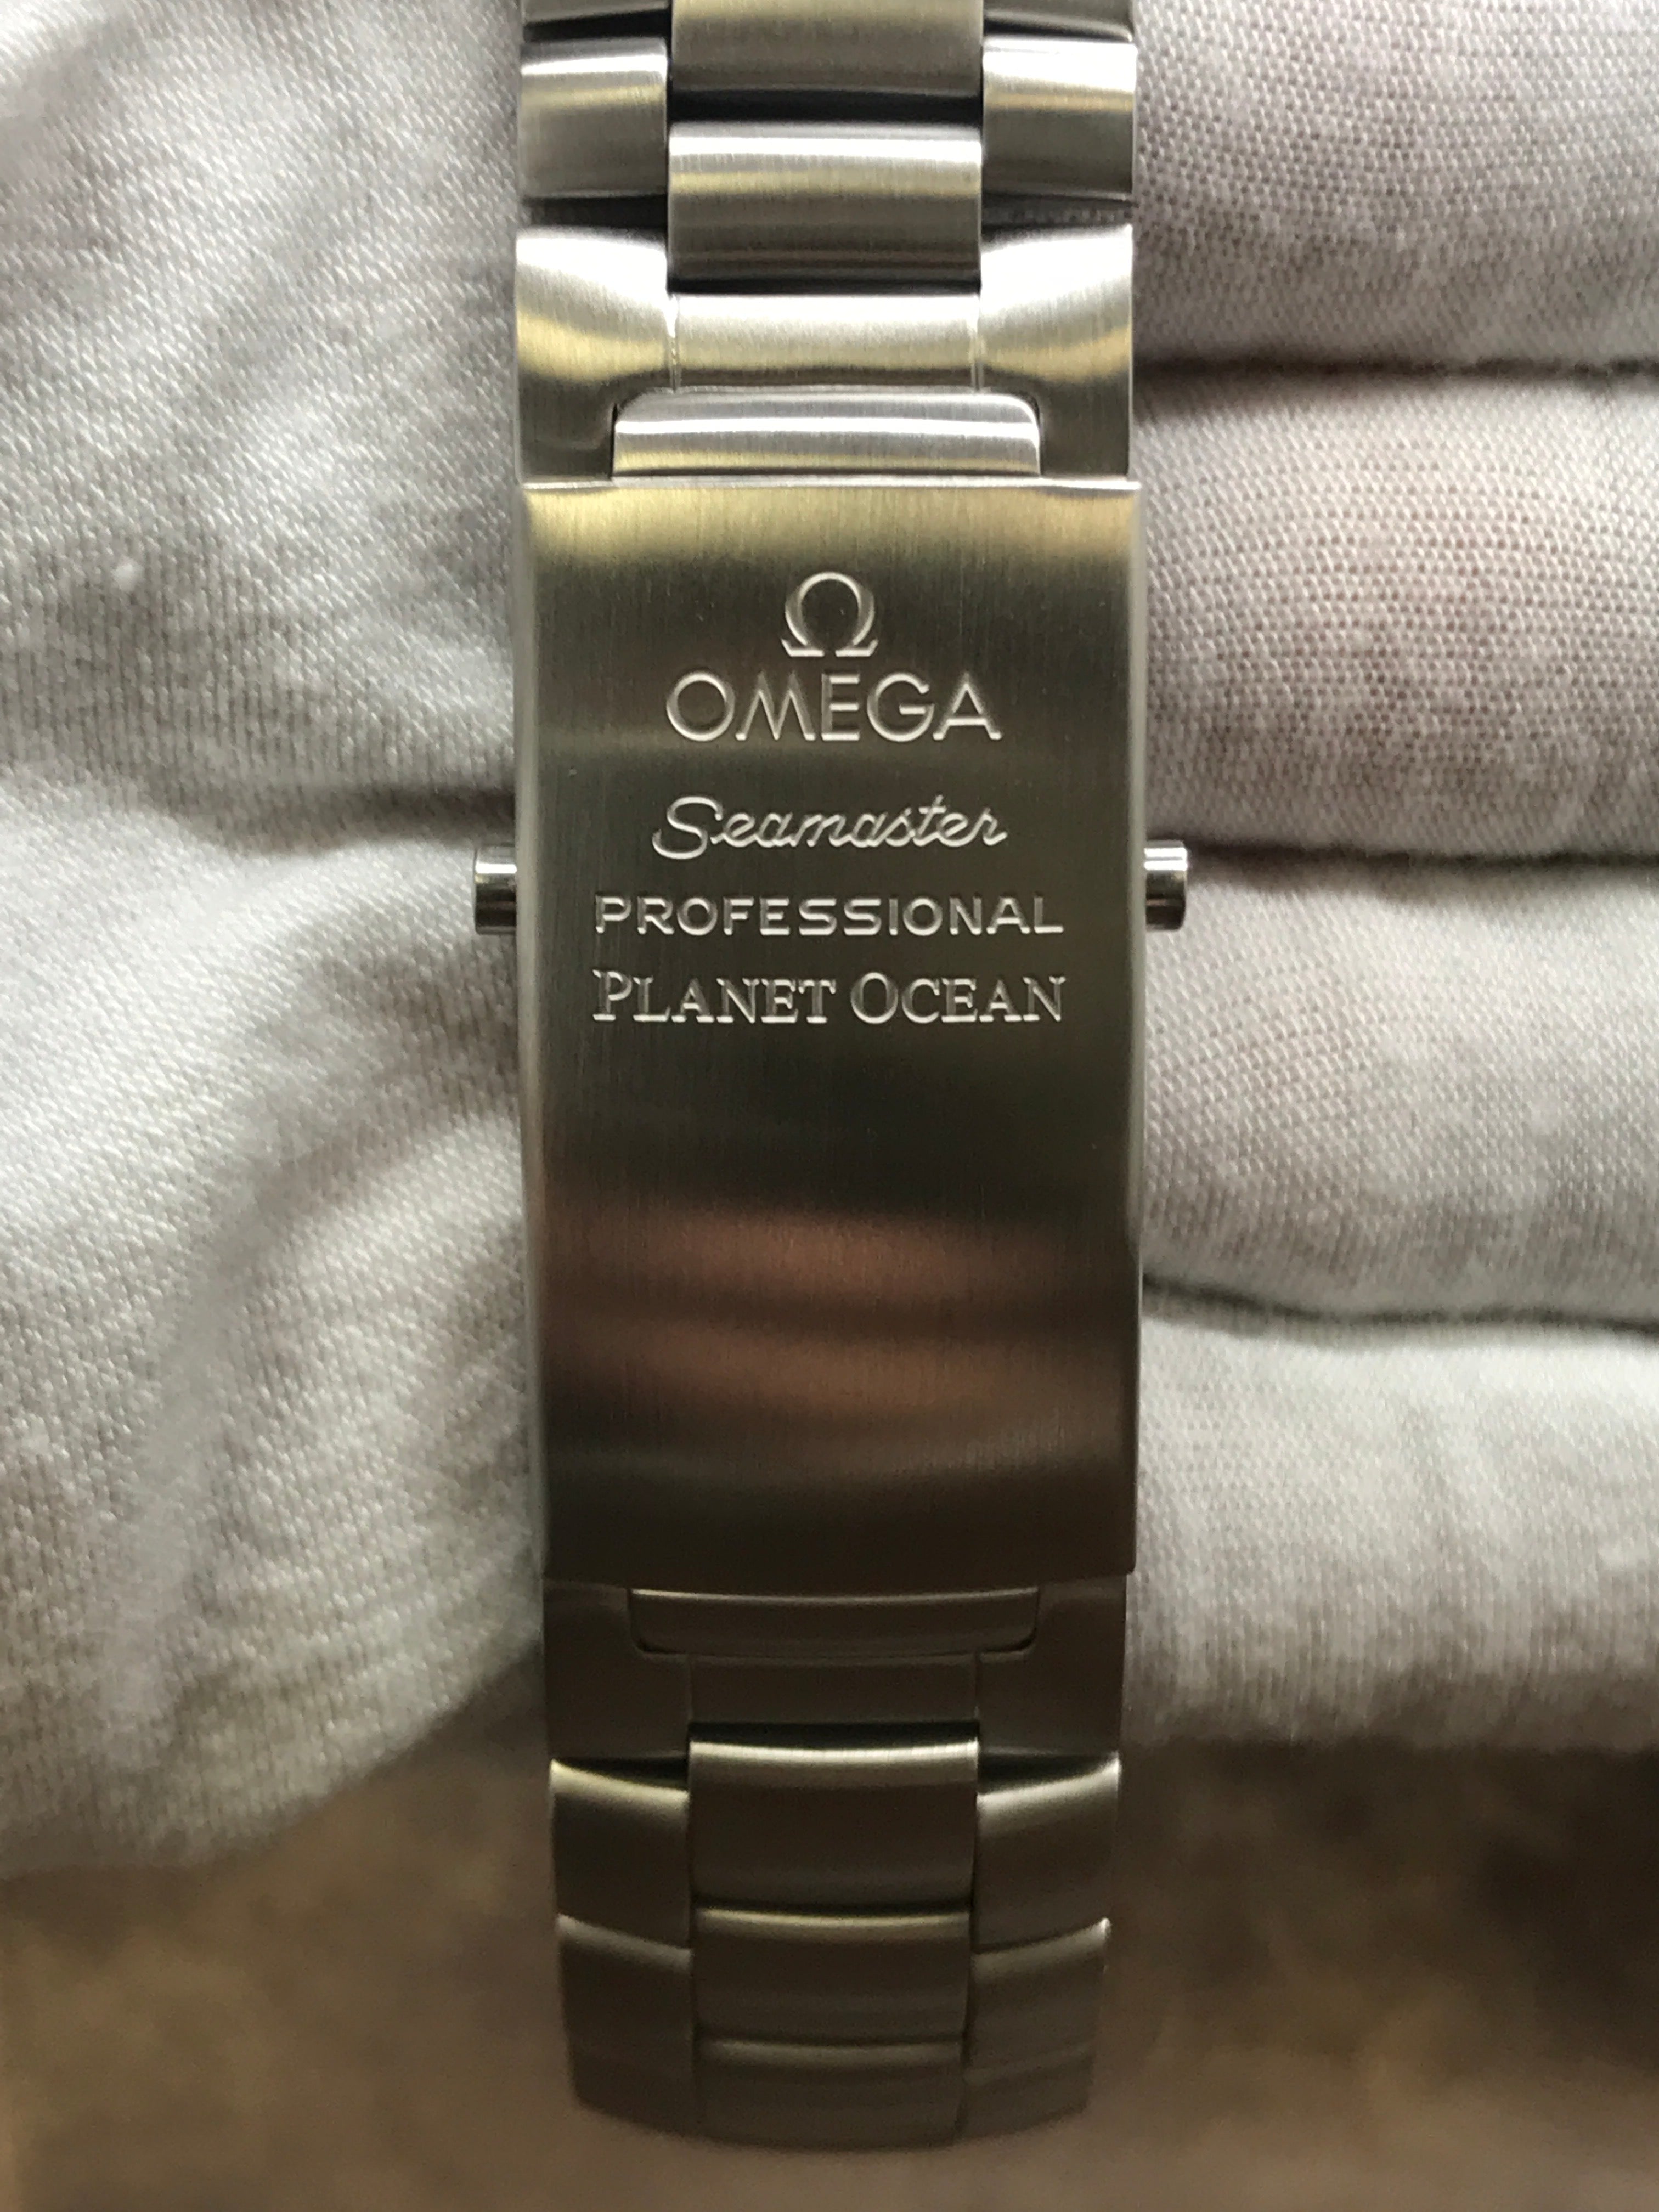 Ω
OMEGA
Seamaster
PROFESSIONAL
PLANET OCEAN